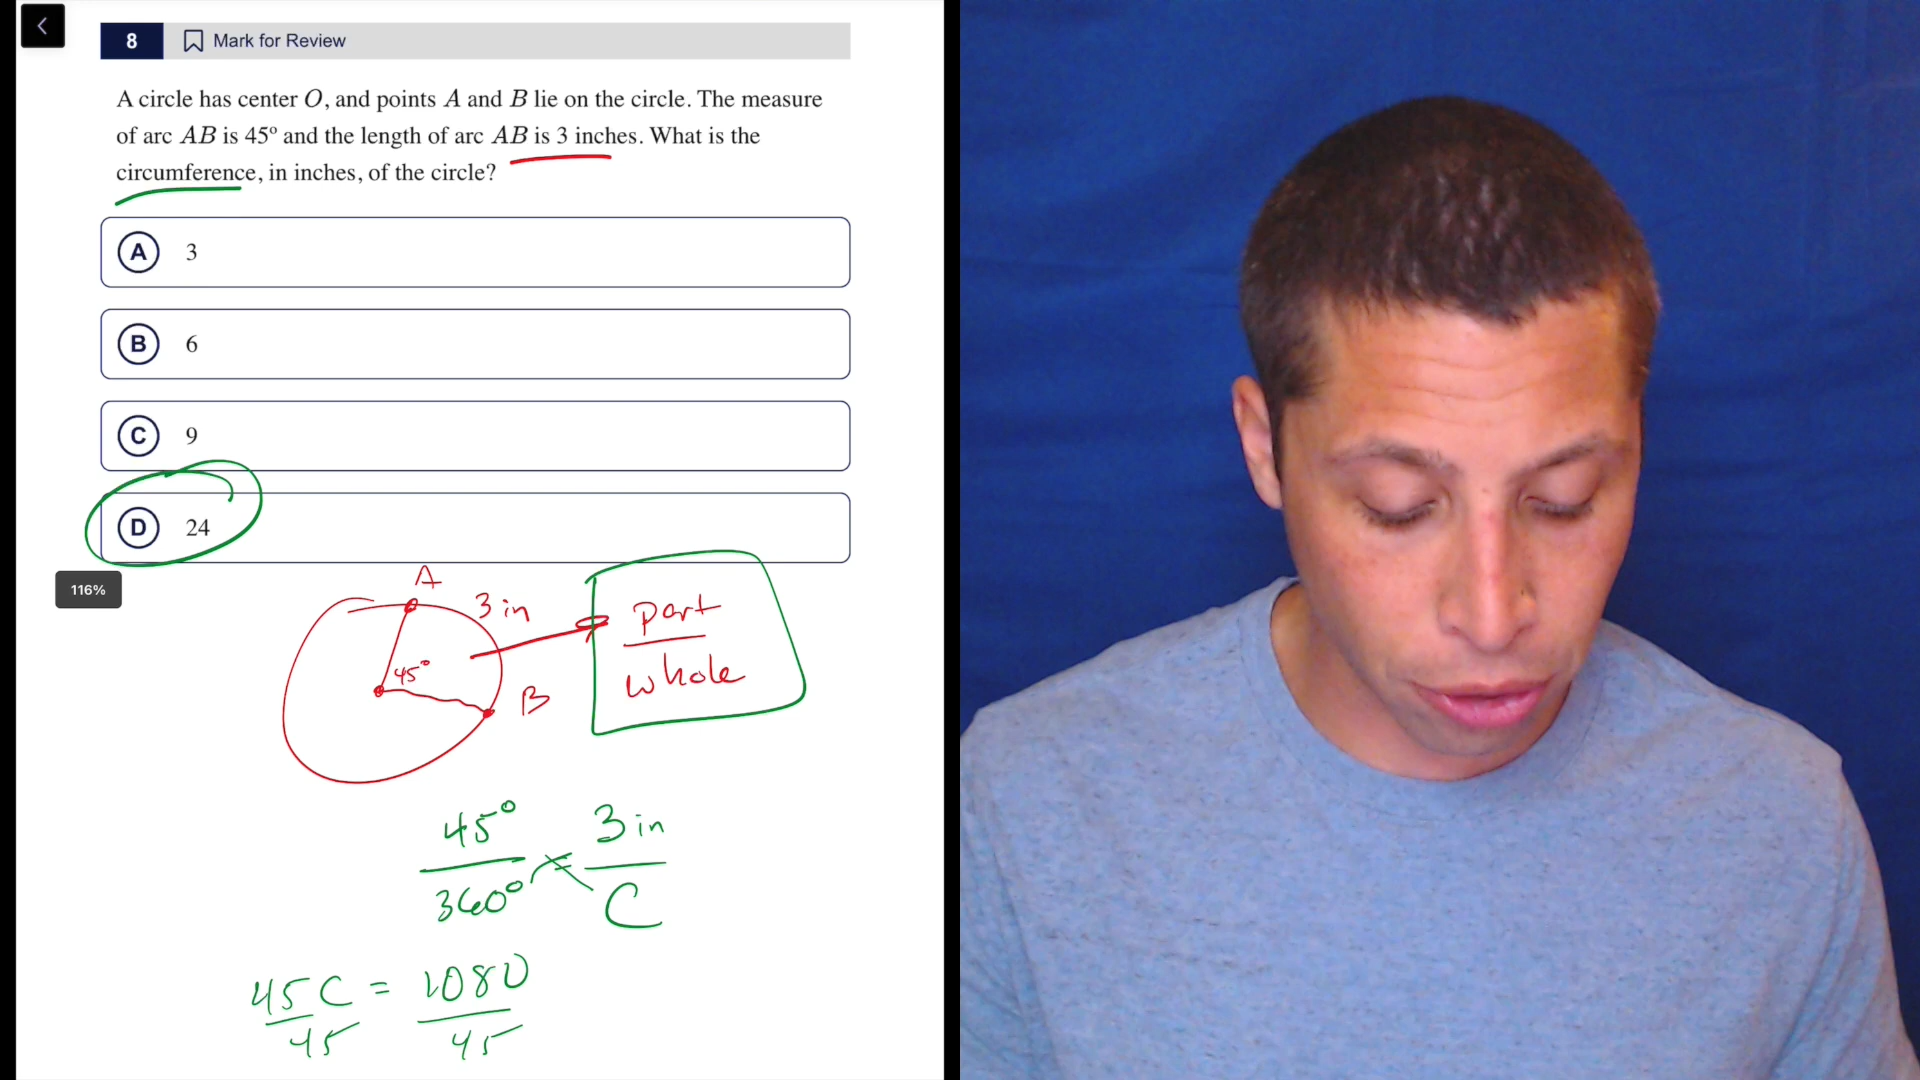 8 Mark for Review
A circle has center O, and points A and B lie on the circle. The measure
of arc AB is 45° and the length of arc AB is 3 inches. What is the
circumference, in inches, of the circle?
A 3
B 6
C 9
D 24
116%
A
3 in
45°
B
part
whole
45° = 3 in
360° C
45C = 1080
45 45